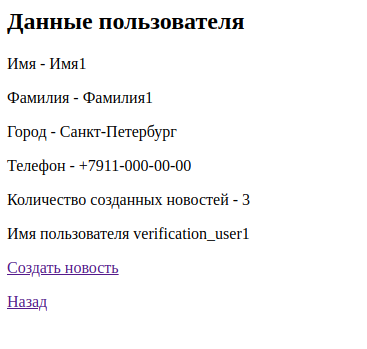 Данные пользователя
Имя - Имя1
Фамилия - Фамилия1
Город - Санкт-Петербург
Телефон - +7911-000-00-00
Количество созданных новостей - 3
Имя пользователя verification_user1
Создать новость
Назад